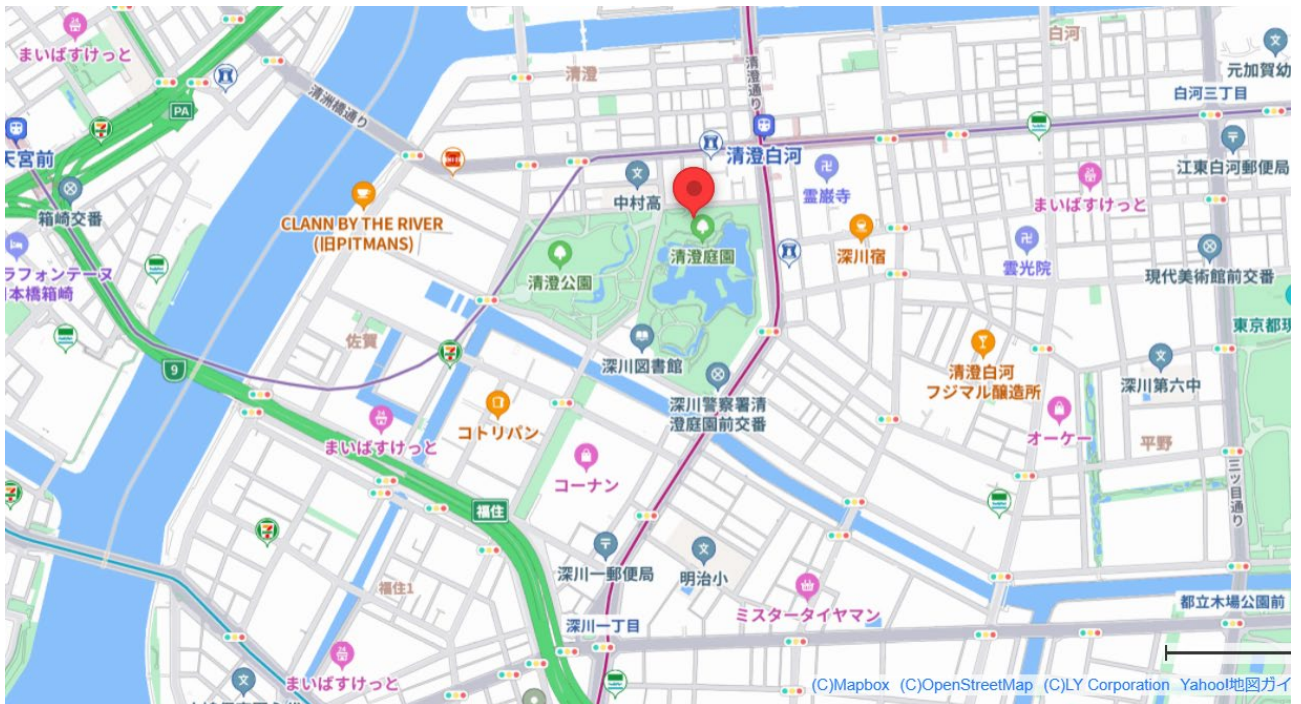 まいばすけっと
清洲橋通り
清澄
清澄通り
白河
元加賀幼
白河三丁目
PA
天宮前
箱崎交番
CLANN BY THE RIVER
(旧PITMANS)
中村高
清澄白河
霊巌寺
まいばすけっと
江東白河郵便局
ラフォンテーヌ
本橋箱崎
清澄公園
清澄庭園
深川宿
雲光院
現代美術館前交番
東京都現
9
佐賀
深川図書館
清澄白河
フジマル醸造所
深川第六中
まいばすけっと
コトリパン
深川警察署清
澄庭園前交番
オーケー
平野
コーナン
三ツ目通り
福住
深川一郵便局
明治小
福住1
ミスタータイヤマン
都立木場公園前
深川一丁目
まいばすけっと
(C)Mapbox (C)OpenStreetMap (C)LY Corporation Yahoo!地図ガイ